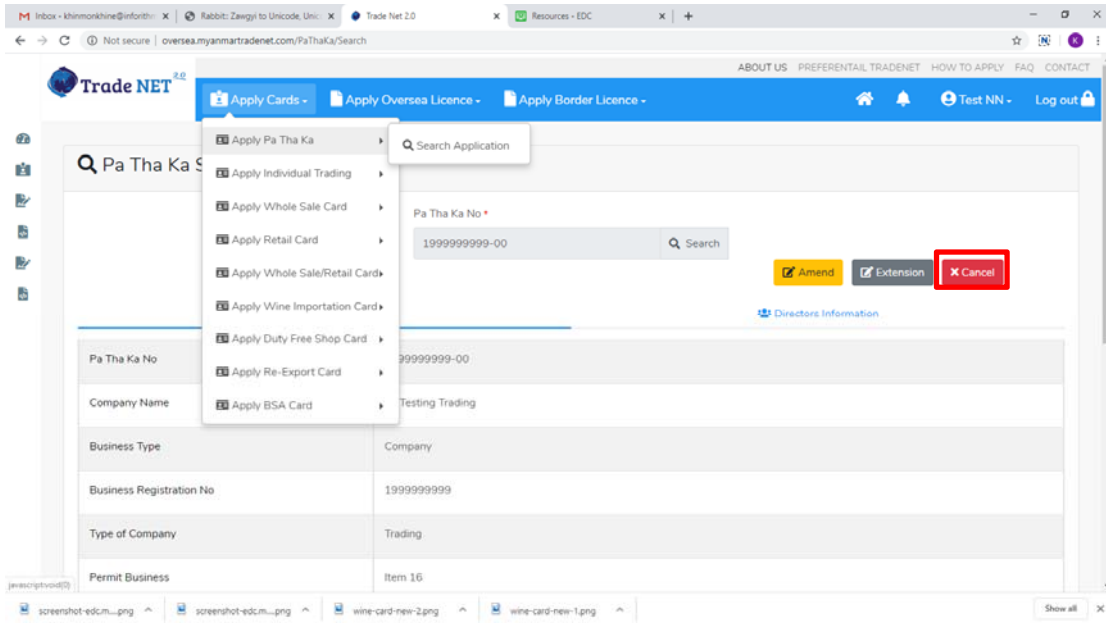 Inbox - khinmonkhine@inforithm
Rabbit: Zawgyi to Unicode, Unic
Trade Net 2.0
Resources - EDC
Not secure | oversea.myanmartradenet.com/PaThaKa/Search
ABOUT US PREFERENTAIL TRADENET HOW TO APPLY FAQ CONTACT
Trade NET 2.0
Apply Cards
Apply Oversea Licence
Apply Border Licence
Test NN
Log out
Apply Pa Tha Ka
Search Application
Pa Tha Ka S
Apply Individual Trading
Apply Whole Sale Card
Pa Tha Ka No *
Apply Retail Card
1999999999-00
Search
Apply Whole Sale/Retail Card
Amend
Extension
Cancel
Apply Wine Importation Card
Directors Information
Apply Duty Free Shop Card
Pa Tha Ka No
99999999-00
Apply Re-Export Card
Company Name
Testing Trading
Apply BSA Card
Business Type
Company
Business Registration No
1999999999
Type of Company
Trading
Permit Business
Item 16
javascript:void(0)
screenshot-edc.m....png
screenshot-edc.m....png
wine-card-new-2.png
wine-card-new-1.png
Show all